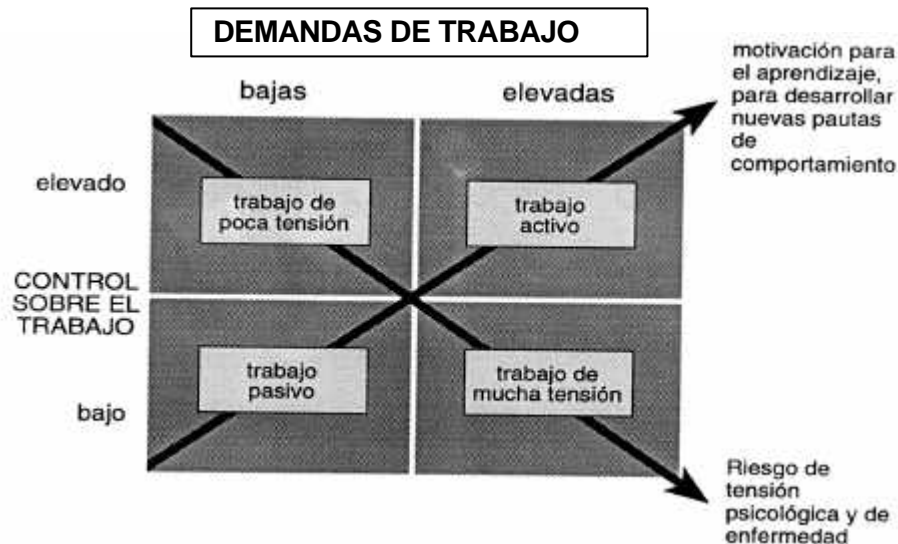 DEMANDAS DE TRABAJO
bajas
elevadas
motivación para
el aprendizaje,
para desarrollar
nuevas pautas
de
comportamiento
elevado
trabajo de
poca tensión
trabajo
activo
CONTROL
SOBRE EL
TRABAJO
trabajo
pasivo
trabajo de
mucha tensión
bajo
Riesgo de
tensión
psicológica y de
enfermedad